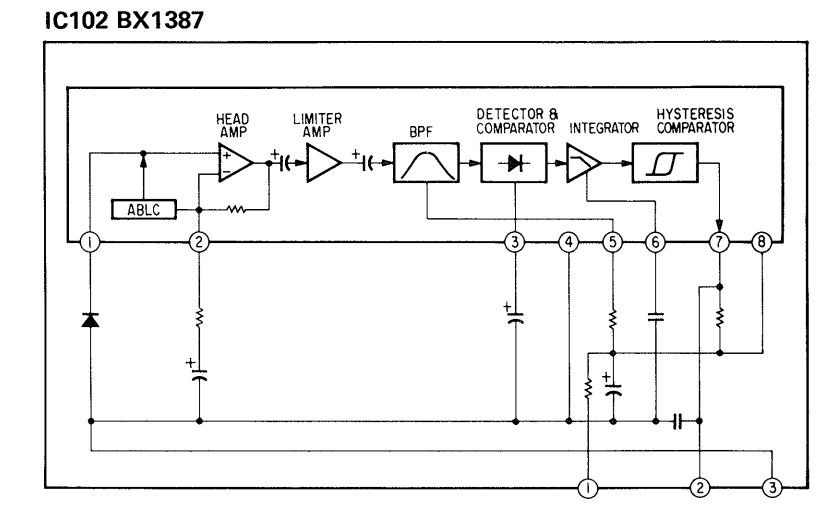 IC102 BX1387
HEAD
AMP
LIMITER
AMP
BPF
DETECTOR &
COMPARATOR
INTEGRATOR
HYSTERESIS
COMPARATOR
+
−
+
+
ABLC
1
2
3
4
5
6
7
8
+
+
+
1
2
3